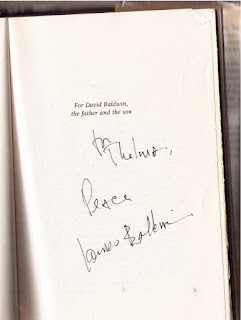 For David Baldwin,
the father and the son
for Thelma,
Peace
James Baldwin